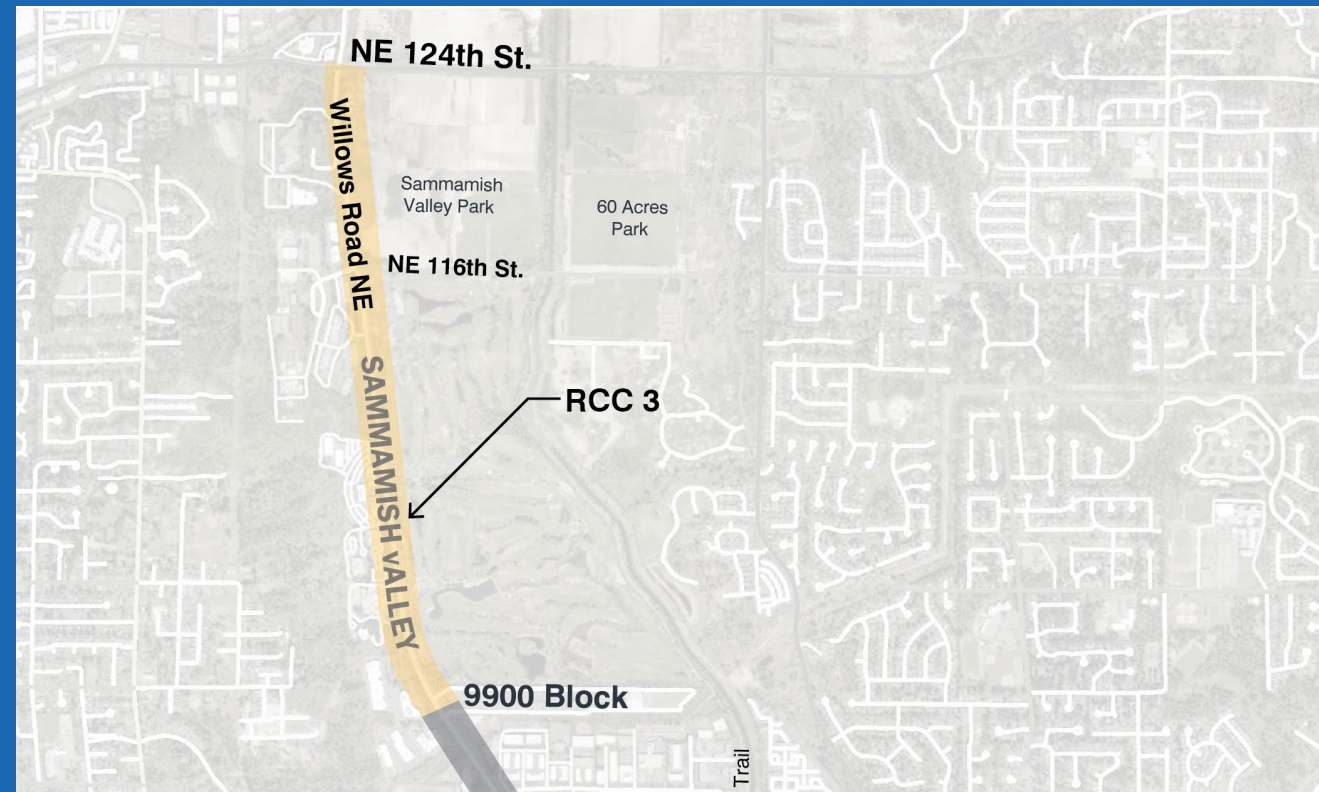 NE 124th St.
Willows Road NE
Sammamish
Valley Park
60 Acres
Park
NE 116th St.
SAMMAMISH vALLEY
RCC 3
9900 Block
Trail